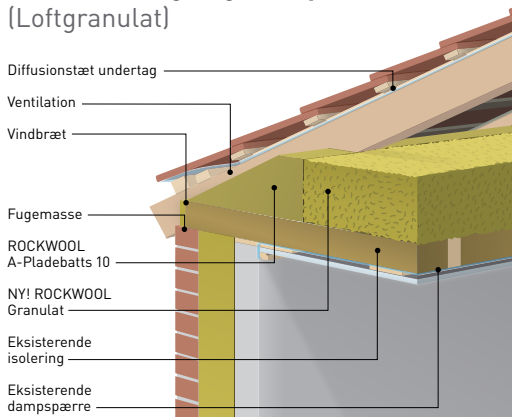 (Loftgranulat)
Diffusionstæt undertag
Ventilation
Vindbræt
Fugemasse
ROCKWOOL
A-Pladebatts 10
NY! ROCKWOOL
Granulat
Eksisterende
isolering
Eksisterende
dampspærre